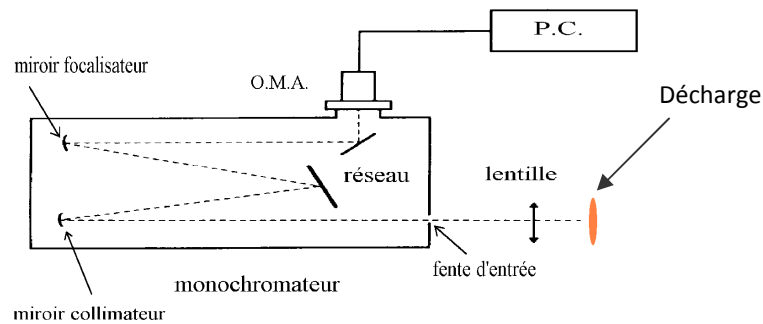 P.C.
miroir focalisateur
O.M.A.
Décharge
réseau
lentille
fente d'entrée
monochromateur
miroir collimateur